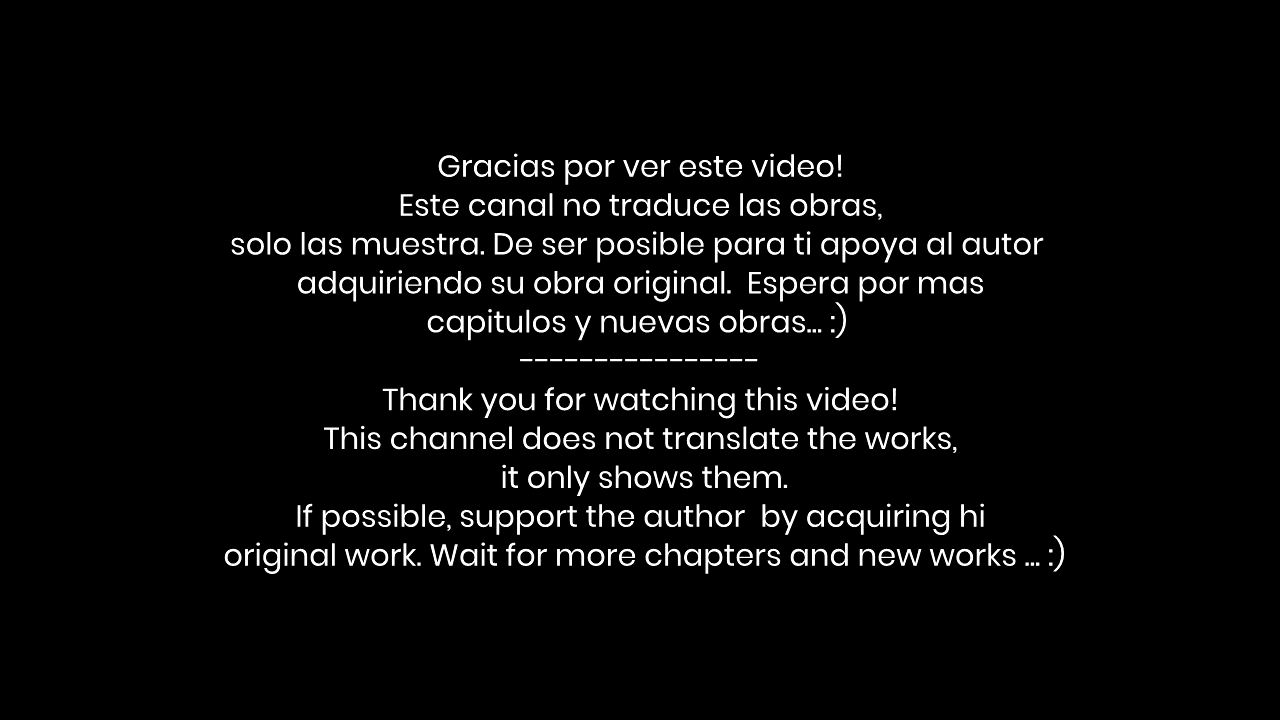 Gracias por ver este video!
Este canal no traduce las obras,
solo las muestra. De ser posible para ti apoya al autor
adquiriendo su obra original.  Espera por mas
capitulos y nuevas obras... :)
----------------
Thank you for watching this video!
This channel does not translate the works,
it only shows them.
If possible, support the author  by acquiring hi
original work. Wait for more chapters and new works ... :)